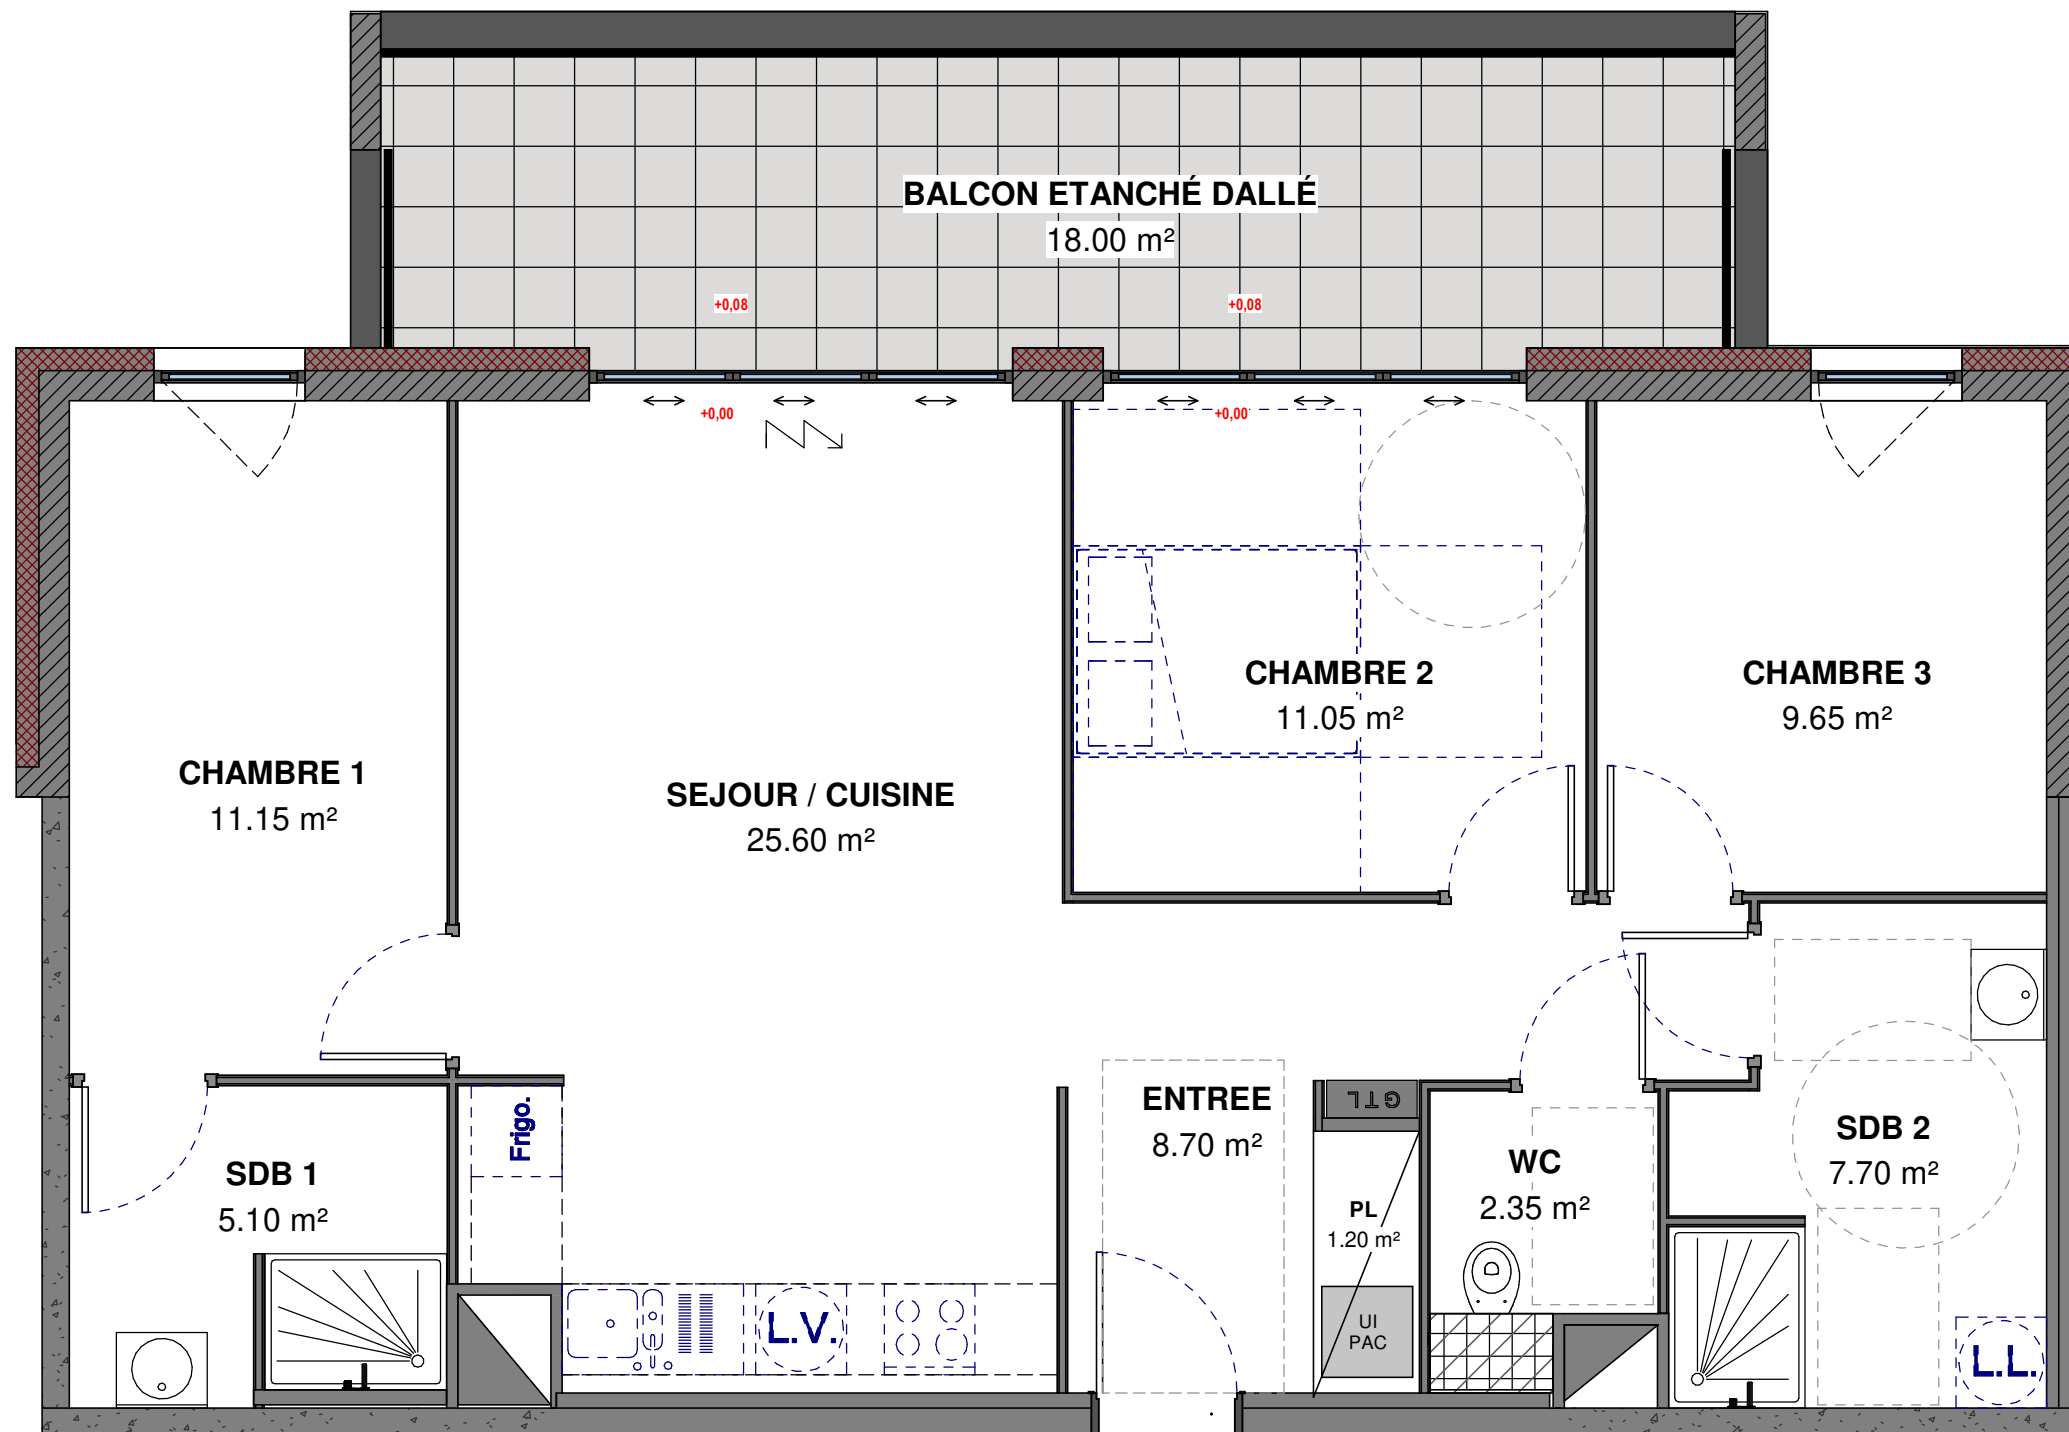 BALCON ETANCHÉ DALLÉ
18.00 m²
+0,08
+0,08
+0,00
+0,00
CHAMBRE 2
11.05 m²
CHAMBRE 3
9.65 m²
CHAMBRE 1
11.15 m²
SEJOUR / CUISINE
25.60 m²
ENTREE
8.70 m²
GTL
Frigo.
SDB 1
5.10 m²
WC
2.35 m²
SDB 2
7.70 m²
PL
1.20 m²
UI
PAC
L.V.
L.L.